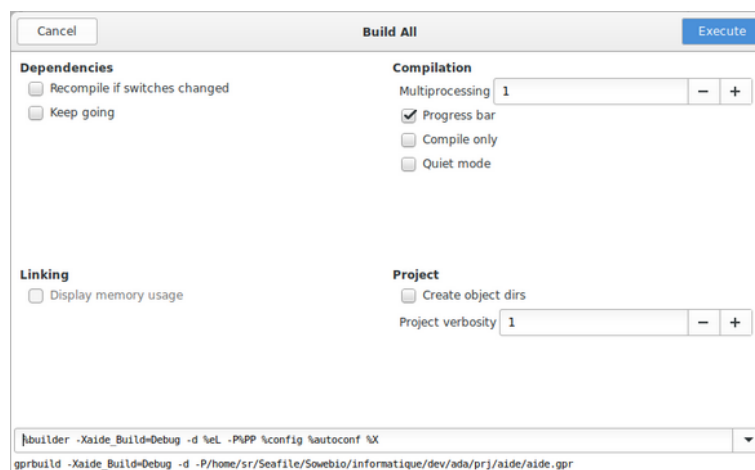 Cancel
Build All
Execute
Dependencies
Recompile if switches changed
Keep going
Compilation
Multiprocessing 1
Progress bar
Compile only
Quiet mode
Linking
Display memory usage
Project
Create object dirs
Project verbosity 1
%builder -Xaide_Build=Debug -d %eL -P%PP %config %autoconf %X
gprbuild -Xaide_Build=Debug -d -P/home/sr/Seafile/Sowebio/informatique/dev/ada/prj/aide/aide.gpr